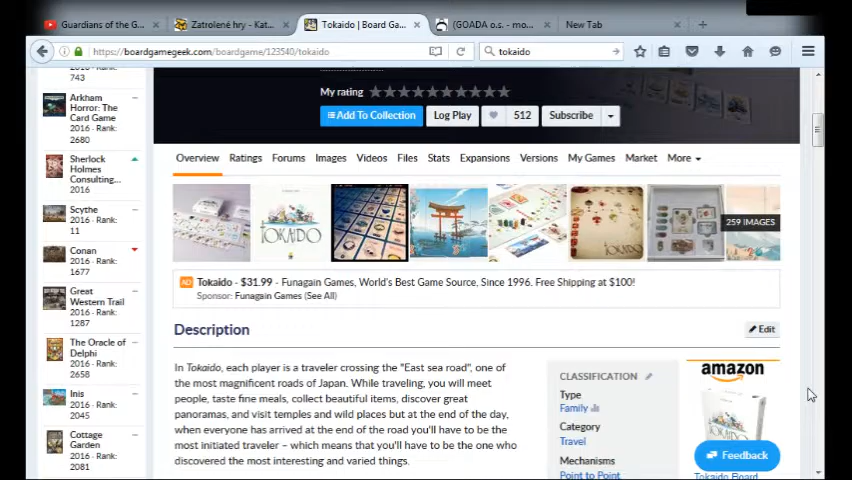 Guardians of the G...
Zatrolené hry - Kat...
Tokaido | Board Ga...
(GOADA o.s. - mo...
New Tab
https://boardgamegeek.com/boardgame/123540/tokaido
tokaido
743
Arkham
Horror: The
Card Game
2016 · Rank:
2680
Sherlock
Holmes
Consulting...
2016
Scythe
2016 · Rank:
11
Conan
2016 · Rank:
1677
Great
Western Trail
2016 · Rank:
1287
The Oracle of
Delphi
2016 · Rank:
2658
Inis
2016 · Rank:
2045
Cottage
Garden
2016 · Rank:
2081
My rating
Add To Collection
Log Play
512
Subscribe
Overview Ratings Forums Images Videos Files Stats Expansions Versions My Games Market More
TOKAIDO
TOKAIDO
259 IMAGES
AD Tokaido - $31.99 - Funagain Games, World's Best Game Source, Since 1996. Free Shipping at $100!
Sponsor: Funagain Games (See All)
Description
Edit
In Tokaido, each player is a traveler crossing the "East sea road", one of
the most magnificent roads of Japan. While traveling, you will meet
people, taste fine meals, collect beautiful items, discover great
panoramas, and visit temples and wild places but at the end of the day,
when everyone has arrived at the end of the road you'll have to be the
most initiated traveler – which means that you'll have to be the one who
discovered the most interesting and varied things.
CLASSIFICATION
Type
Family
Category
Travel
Mechanisms
Point to Point
amazon
TOKAIDO
Feedback
Tokaido Board